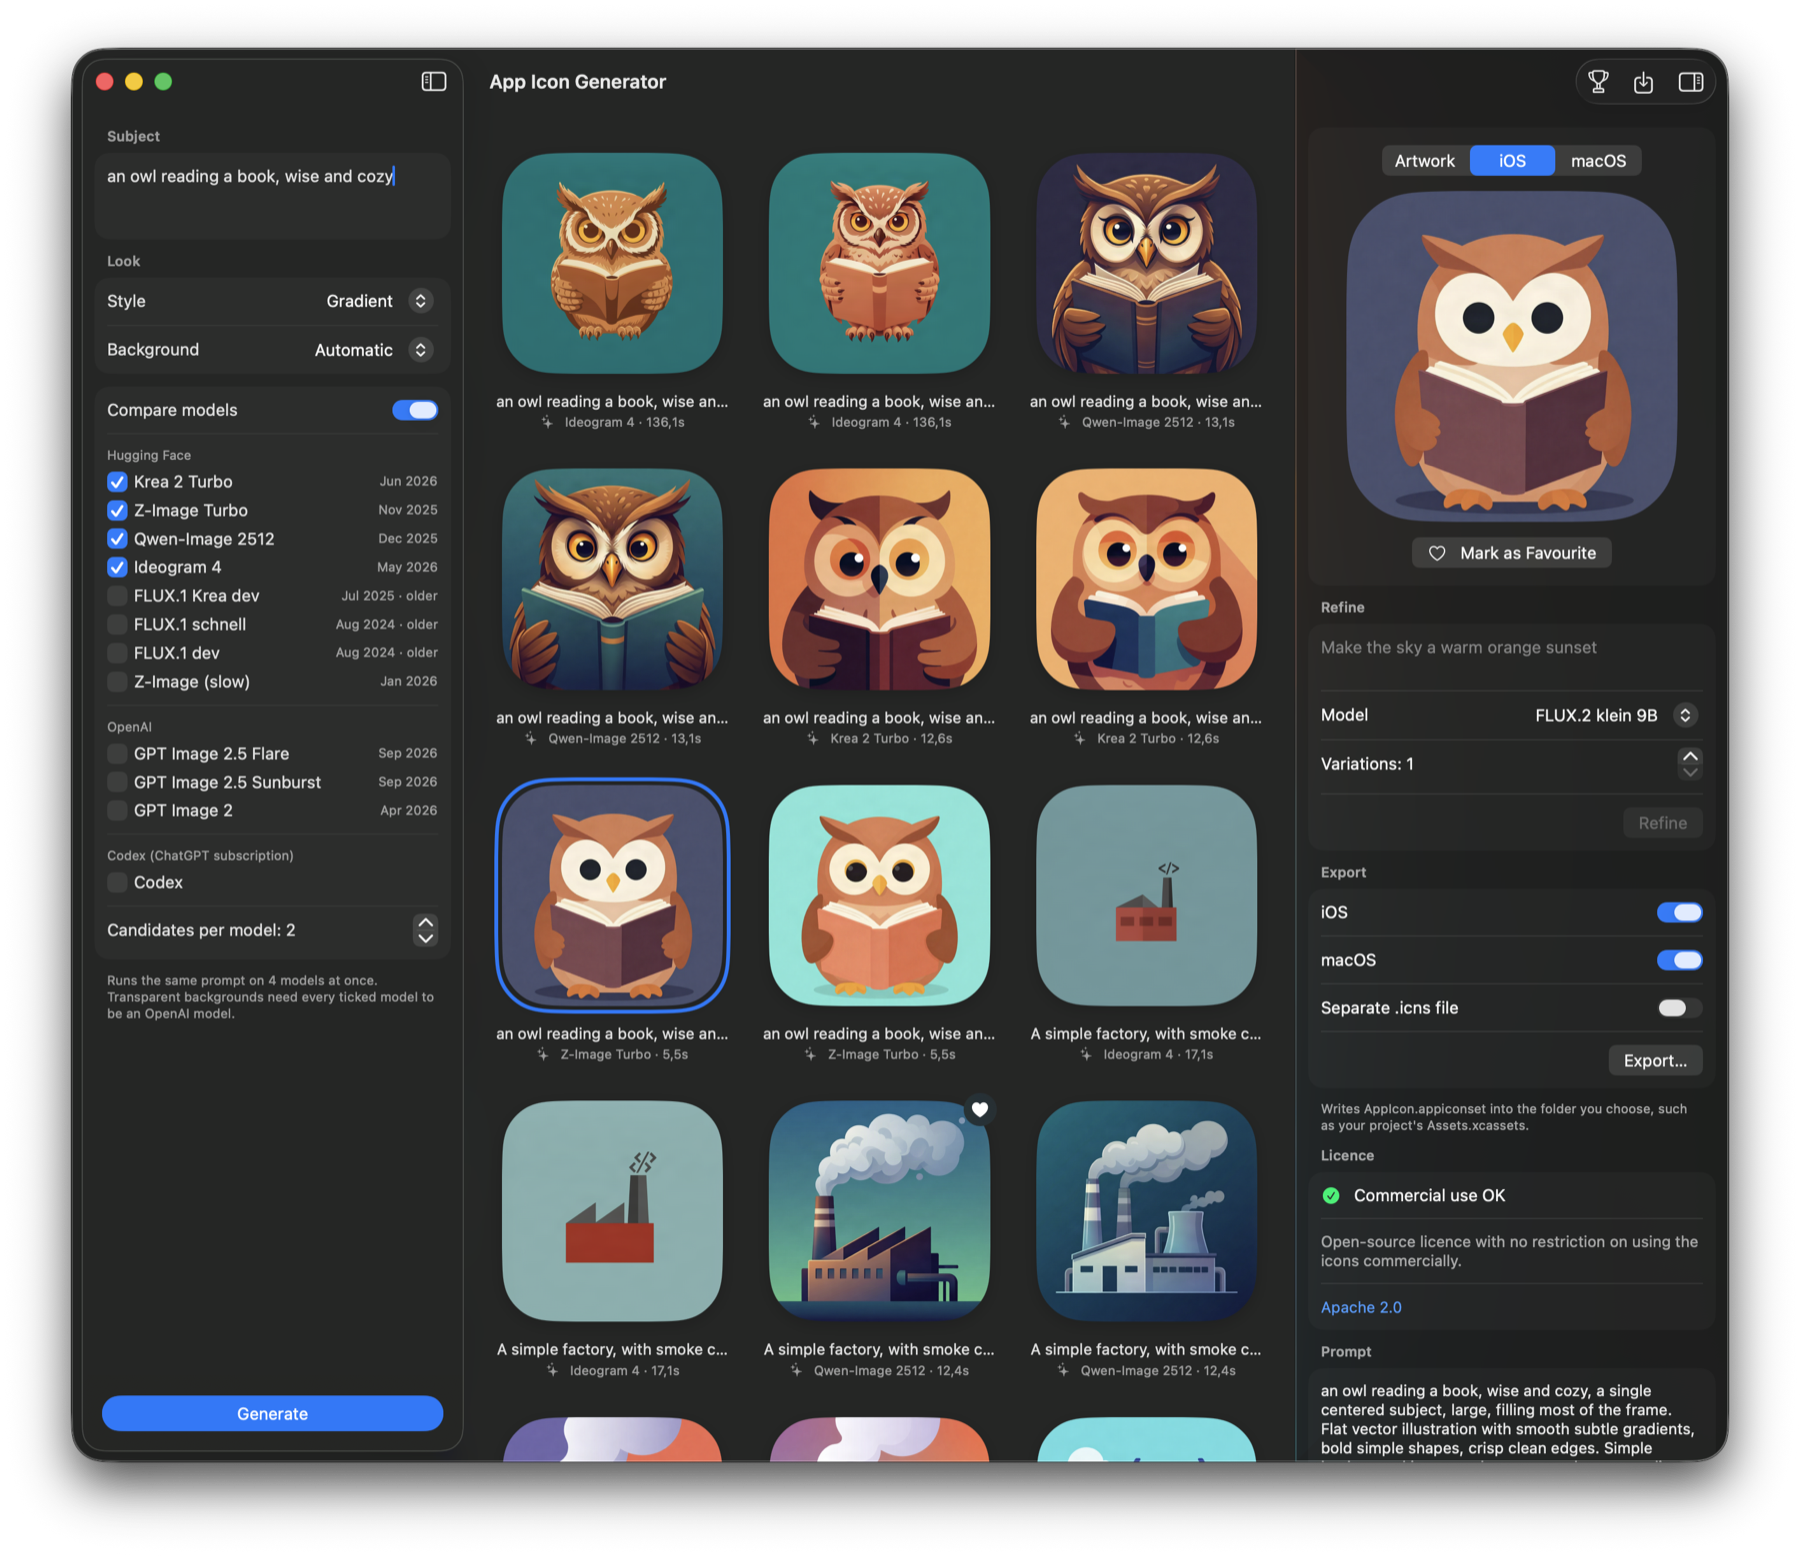 App Icon Generator
Subject
an owl reading a book, wise and cozy
Look
Style
Gradient
Background
Automatic
Compare models
Hugging Face
Krea 2 Turbo
Jun 2026
Z-Image Turbo
Nov 2025
Qwen-Image 2512
Dec 2025
Ideogram 4
May 2026
FLUX.1 Krea dev
Jul 2025 · older
FLUX.1 schnell
Aug 2024 · older
FLUX.1 dev
Aug 2024 · older
Z-Image (slow)
Jan 2026
OpenAI
GPT Image 2.5 Flare
Sep 2026
GPT Image 2.5 Sunburst
Sep 2026
GPT Image 2
Apr 2026
Codex (ChatGPT subscription)
Codex
Candidates per model: 2
Runs the same prompt on 4 models at once.
Transparent backgrounds need every ticked model to
be an OpenAI model.
Generate
an owl reading a book, wise an...
Ideogram 4 · 136,1s
an owl reading a book, wise an...
Ideogram 4 · 136,1s
an owl reading a book, wise an...
Qwen-Image 2512 · 13,1s
an owl reading a book, wise an...
Qwen-Image 2512 · 13,1s
an owl reading a book, wise an...
Krea 2 Turbo · 12,6s
an owl reading a book, wise an...
Krea 2 Turbo · 12,6s
an owl reading a book, wise an...
Z-Image Turbo · 5,5s
an owl reading a book, wise an...
Z-Image Turbo · 5,5s
</>
A simple factory, with smoke c...
Ideogram 4 · 17,1s
A simple factory, with smoke c...
Ideogram 4 · 17,1s
A simple factory, with smoke c...
Qwen-Image 2512 · 12,4s
A simple factory, with smoke c...
Qwen-Image 2512 · 12,4s
Artwork
iOS
macOS
Mark as Favourite
Refine
Make the sky a warm orange sunset
Model
FLUX.2 klein 9B
Variations: 1
Refine
Export
iOS
macOS
Separate .icns file
Export...
Writes AppIcon.appiconset into the folder you choose, such
as your project's Assets.xcassets.
Licence
Commercial use OK
Open-source licence with no restriction on using the
icons commercially.
Apache 2.0
Prompt
an owl reading a book, wise and cozy, a single
centered subject, large, filling most of the frame.
Flat vector illustration with smooth subtle gradients,
bold simple shapes, crisp clean edges. Simple